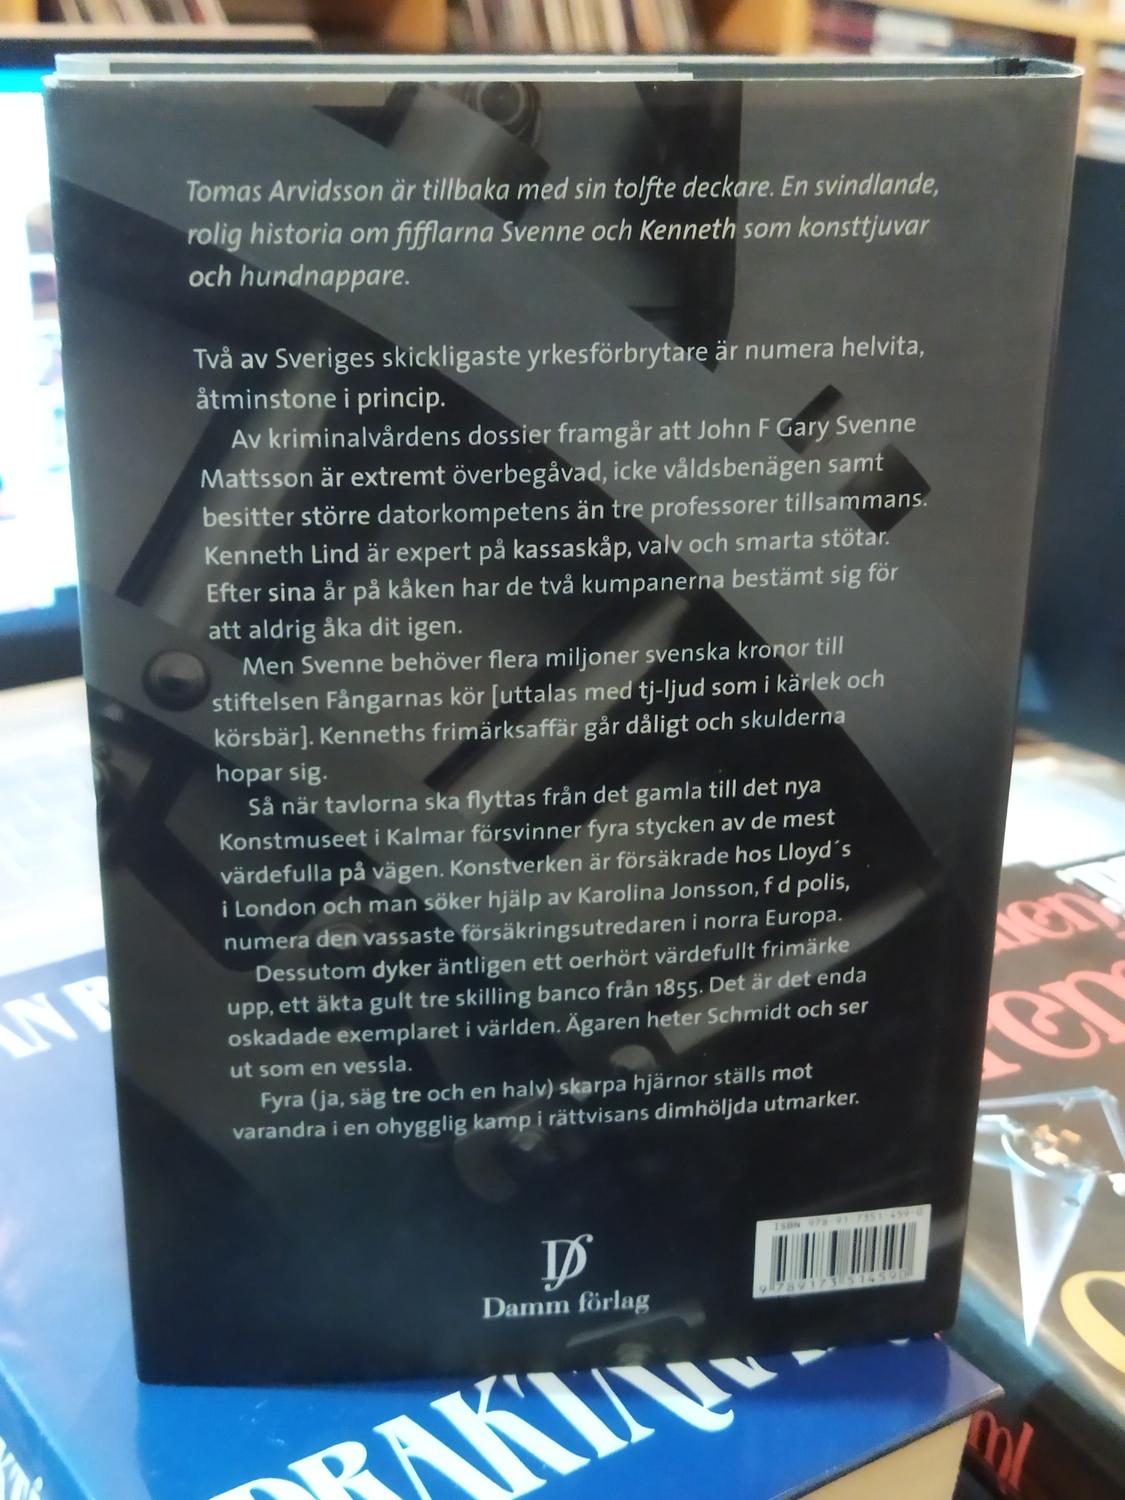 Tomas Arvidsson är tillbaka med sin tolfte deckare. En svindlande,
rolig historia om fifflarna Svenne och Kenneth som konsttjuvar
och hundnappare.
Två av Sveriges skickligaste yrkesförbrytare är numera helvita,
åtminstone i princip.
Av kriminalvårdens dossier framgår att John F Gary Svenne
Mattsson är extremt överbegåvad, icke våldsbenägen samt
besitter större datorkompetens än tre professorer tillsammans.
Kenneth Lind är expert på kassaskåp, valv och smarta stötar.
Efter sina år på kåken har de två kumpanerna bestämt sig för
att aldrig åka dit igen.
Men Svenne behöver flera miljoner svenska kronor till
stiftelsen Fångarnas kör [uttalas med tj-ljud som i kärlek och
körsbär]. Kenneths frimärksaffär går dåligt och skulderna
hopar sig.
Så när tavlorna ska flyttas från det gamla till det nya
Konstmuseet i Kalmar försvinner fyra stycken av de mest
värdefulla på vägen. Konstverken är försäkrade hos Lloyd´s
i London och man söker hjälp av Karolina Jonsson, f d polis,
numera den vassaste försäkringsutredaren i norra Europa.
Dessutom dyker äntligen ett oerhört värdefullt frimärke
upp, ett äkta gult tre skilling banco från 1855. Det är det enda
oskadade exemplaret i världen. Ägaren heter Schmidt och ser
ut som en vessla.
Fyra (ja, säg tre och en halv) skarpa hjärnor ställs mot
varandra i en ohygglig kamp i rättvisans dimhöljda utmarker.
ISBN 978-91-7351-459-0
9 789173 514590
Df
Damm förlag